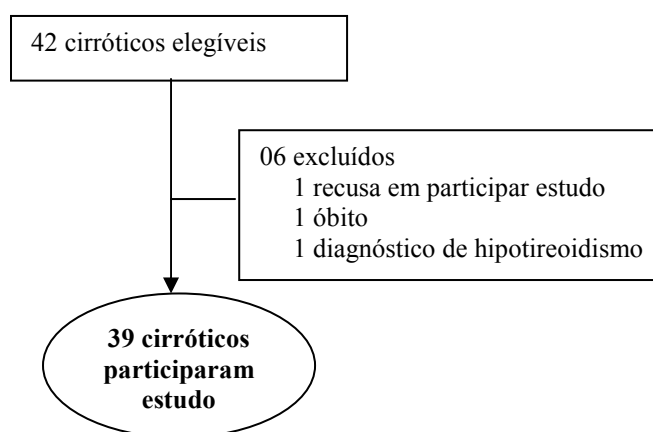 42 cirróticos elegíveis
06 excluídos
1 recusa em participar estudo
1 óbito
1 diagnóstico de hipotireoidismo
39 cirróticos
participaram
estudo